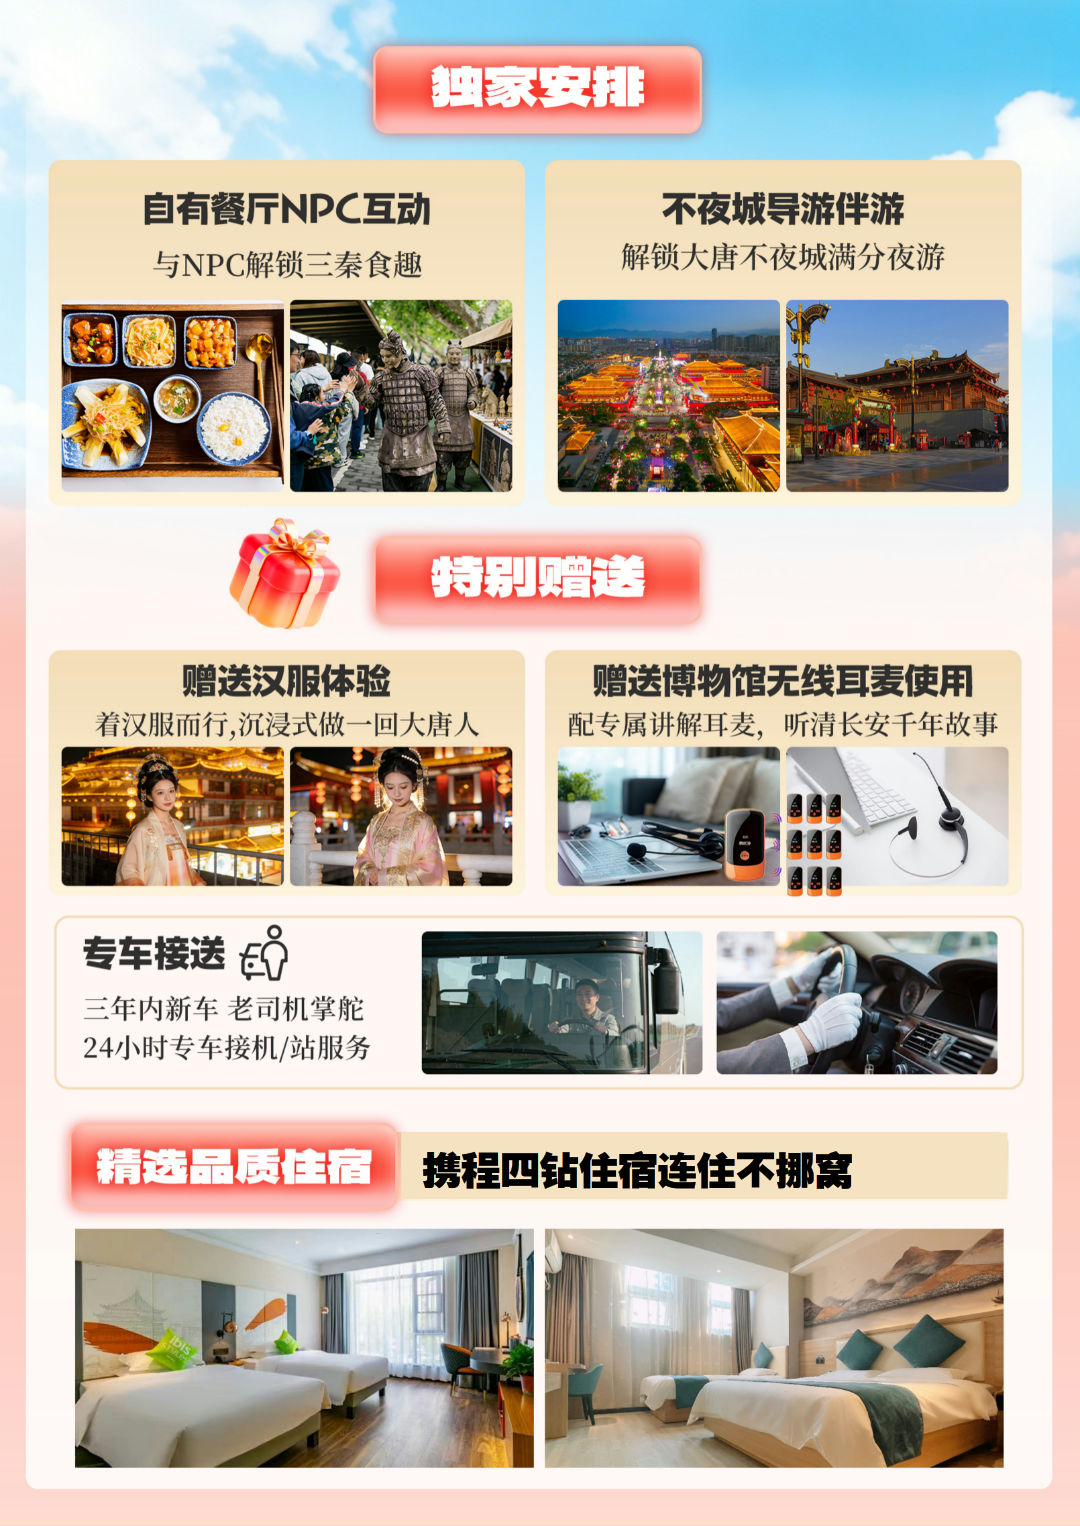 独家安排
自有餐厅NPC互动
与NPC解锁三秦食趣
不夜城导游伴游
解锁大唐不夜城满分夜游
特别赠送
赠送汉服体验
着汉服而行,沉浸式做一回大唐人
赠送博物馆无线耳麦使用
配专属讲解耳麦，听清长安千年故事
专车接送
三年内新车 老司机掌舵
24小时专车接机/站服务
精选品质住宿
携程四钻住宿连住不挪窝
ibis